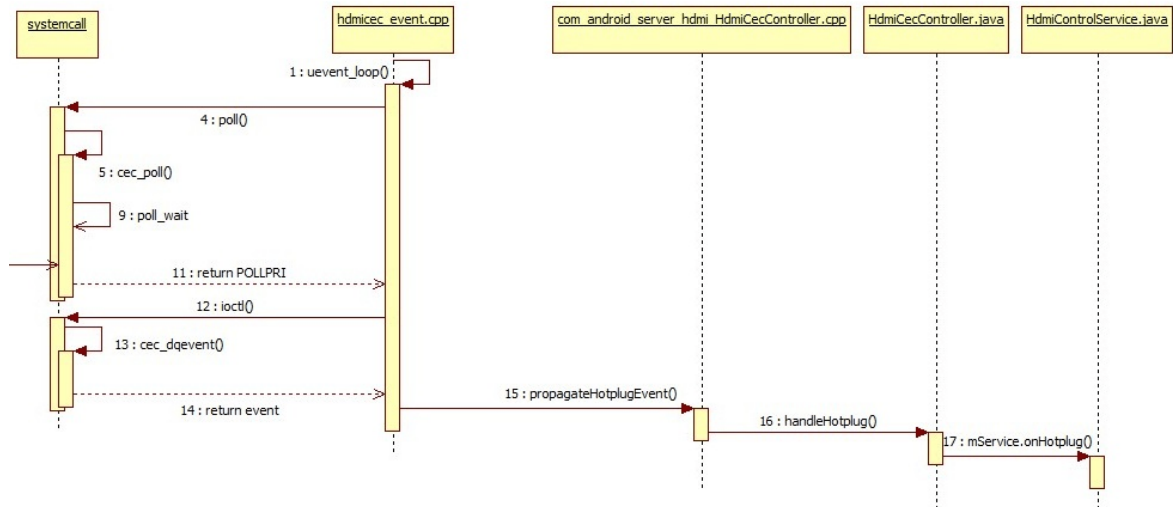 systemcall
hdmicec_event.cpp
com_android_server_hdmi_HdmiCecController.cpp
HdmiCecController.java
HdmiControlService.java
1 : uevent_loop()
4 : poll()
5 : cec_poll()
9 : poll_wait
11 : return POLLPRI
12 : ioctl()
13 : cec_dqevent()
14 : return event
15 : propagateHotplugEvent()
16 : handleHotplug()
17 : mService.onHotplug()